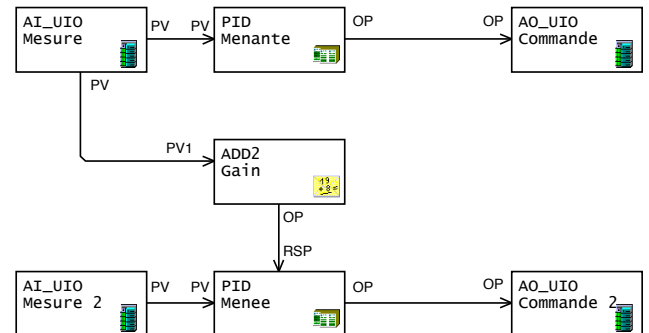 AI_UIO
Mesure
PV
PV
PID
Menante
OP
OP
AO_UIO
Commande
PV
PV1
ADD2
Gain
OP
RSP
AI_UIO
Mesure 2
PV
PV
PID
Menee
OP
OP
AO_UIO
Commande 2